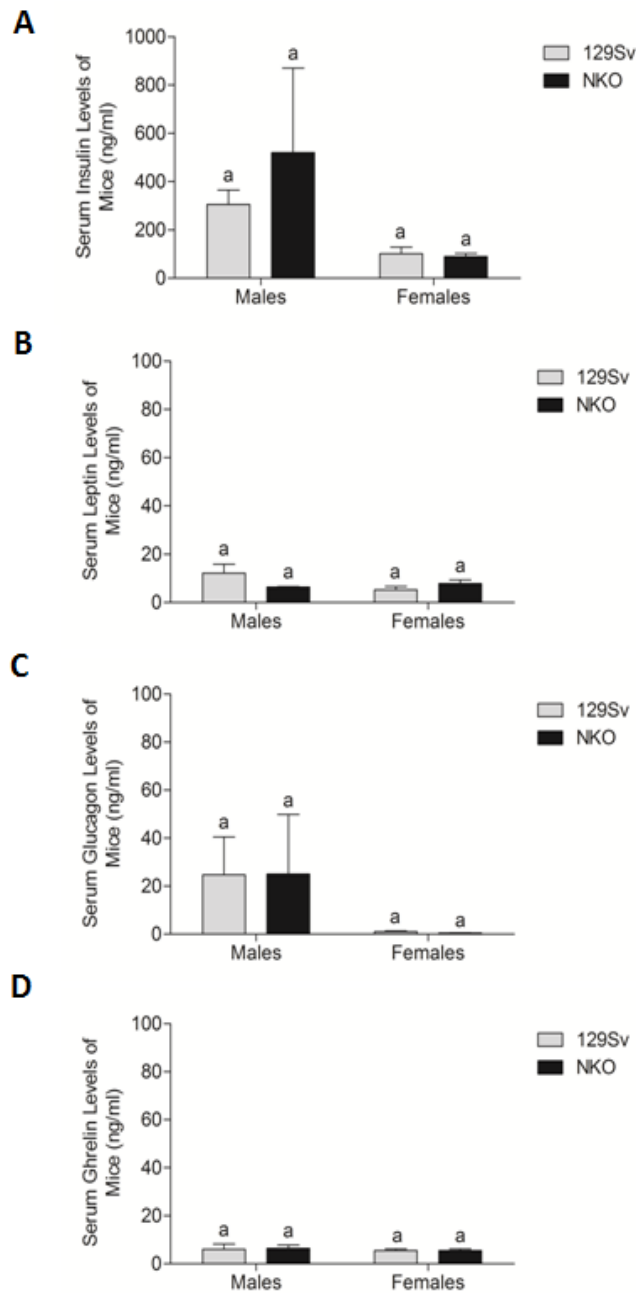 A
Serum Insulin Levels of
Mice (ng/ml)
1000
800
600
400
200
0
a
a
a
a
Males
Females
129Sv
NKO
B
Serum Leptin Levels of
Mice (ng/ml)
100
80
60
40
20
0
a
a
a
a
Males
Females
129Sv
NKO
C
Serum Glucagon Levels of
Mice (ng/ml)
100
80
60
40
20
0
a
a
a
a
Males
Females
129Sv
NKO
D
Serum Ghrelin Levels of
Mice (ng/ml)
100
80
60
40
20
0
a
a
a
a
Males
Females
129Sv
NKO